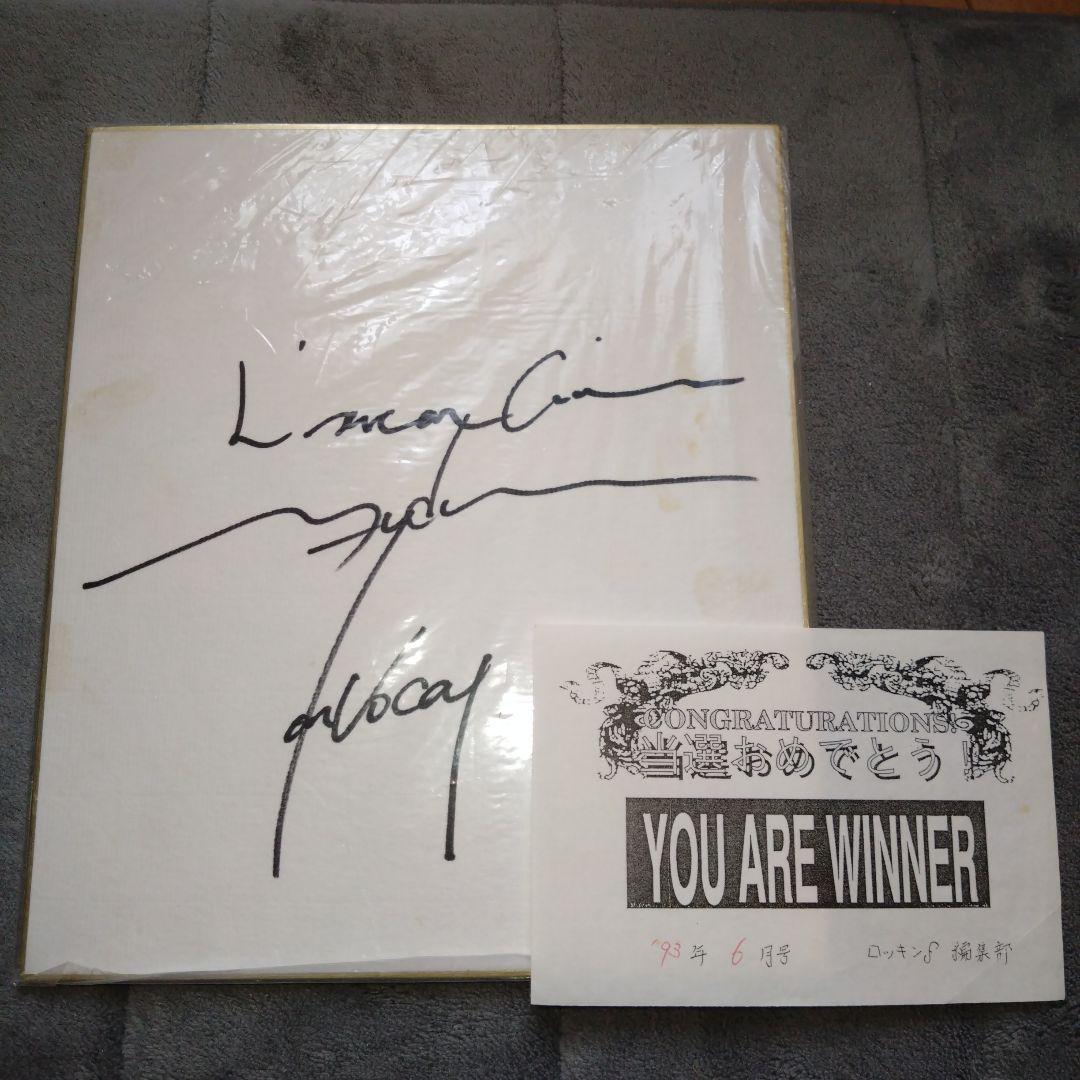 L'Arc~en~Ciel
hyde
on Vocal
CONGRATURATIONS!
当選おめでとう!
YOU ARE WINNER
'93年 6月号 ロッキンf 編集部